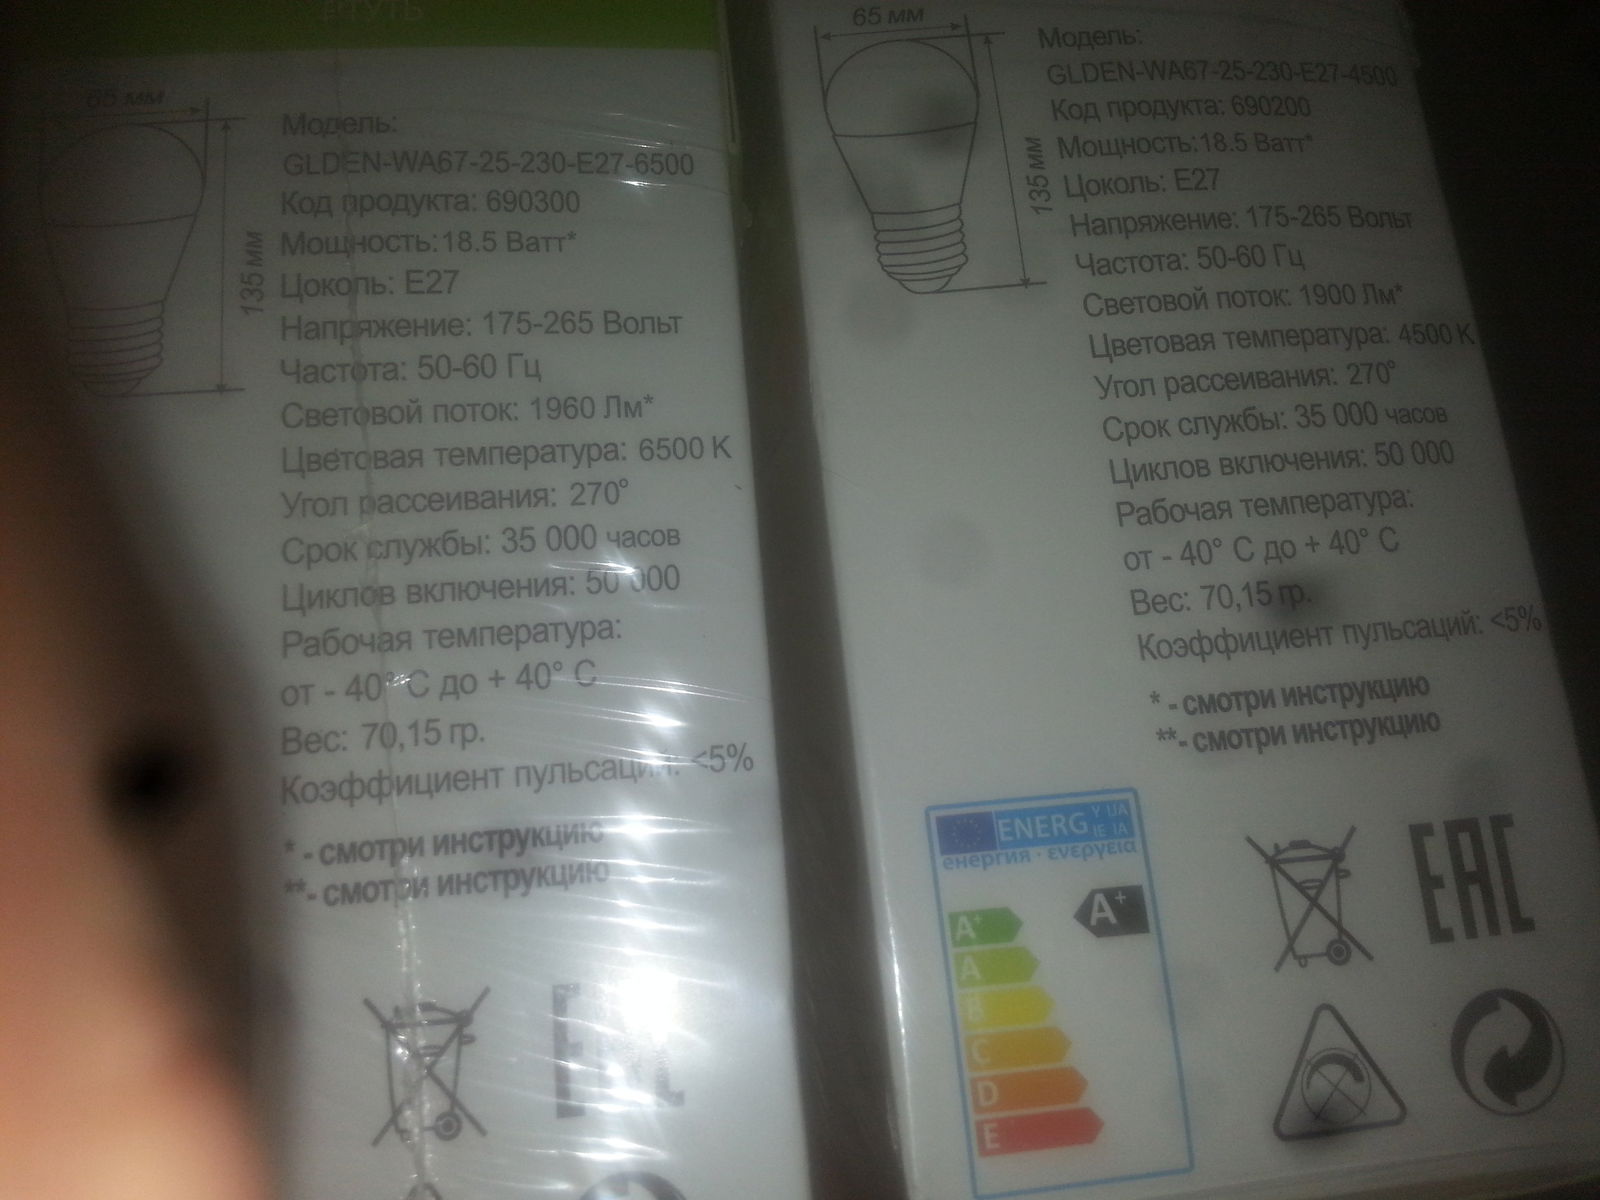 65 мм
135 мм
Модель:
GLDEN-WA67-25-230-E27-6500
Код продукта: 690300
Мощность:18.5 Ватт*
Цоколь: E27
Напряжение: 175-265 Вольт
Частота: 50-60 Гц
Световой поток: 1960 Лм*
Цветовая температура: 6500 K
Угол рассеивания: 270°
Срок службы: 35 000 часов
Циклов включения: 50 000
Рабочая температура:
от - 40° C до + 40° C
Вес: 70,15 гр.
Коэффициент пульсаций: <5%
* - смотри инструкцию
**- смотри инструкцию
65 мм
135 мм
Модель:
GLDEN-WA67-25-230-E27-4500
Код продукта: 690200
Мощность:18.5 Ватт*
Цоколь: E27
Напряжение: 175-265 Вольт
Частота: 50-60 Гц
Световой поток: 1900 Лм*
Цветовая температура: 4500 K
Угол рассеивания: 270°
Срок службы: 35 000 часов
Циклов включения: 50 000
Рабочая температура:
от - 40° C до + 40° C
Вес: 70,15 гр.
Коэффициент пульсаций: <5%
* - смотри инструкцию
**- смотри инструкцию
ENERG Y IJA
IE IA
енергия · ενεργεια
A+
A+
A
B
C
D
E
EAC